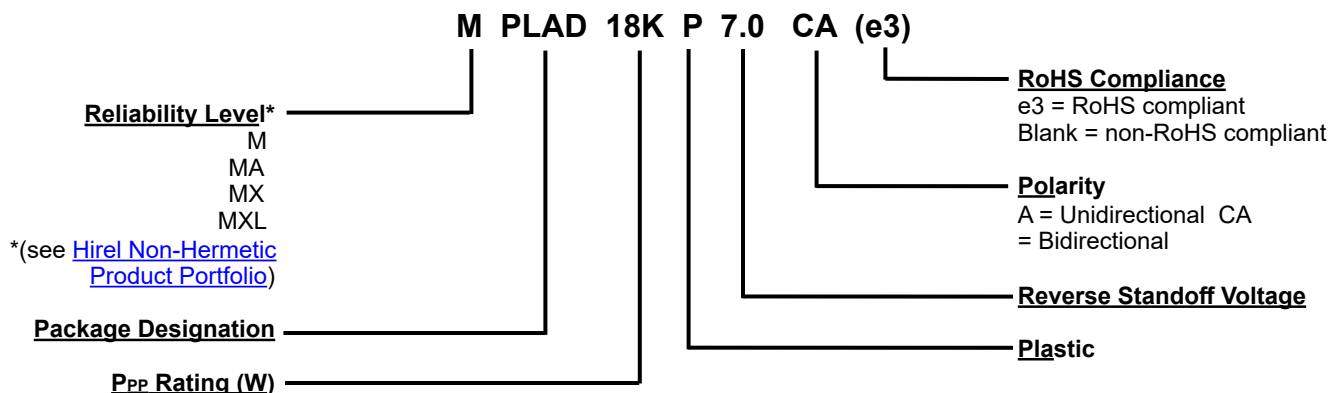 M PLAD 18K P 7.0 CA (e3)
Reliability Level*
M
MA
MX
MXL
*(see Hirel Non-Hermetic
Product Portfolio)
Package Designation
PPP Rating (W)
RoHS Compliance
e3 = RoHS compliant
Blank = non-RoHS compliant
Polarity
A = Unidirectional CA
= Bidirectional
Reverse Standoff Voltage
Plastic